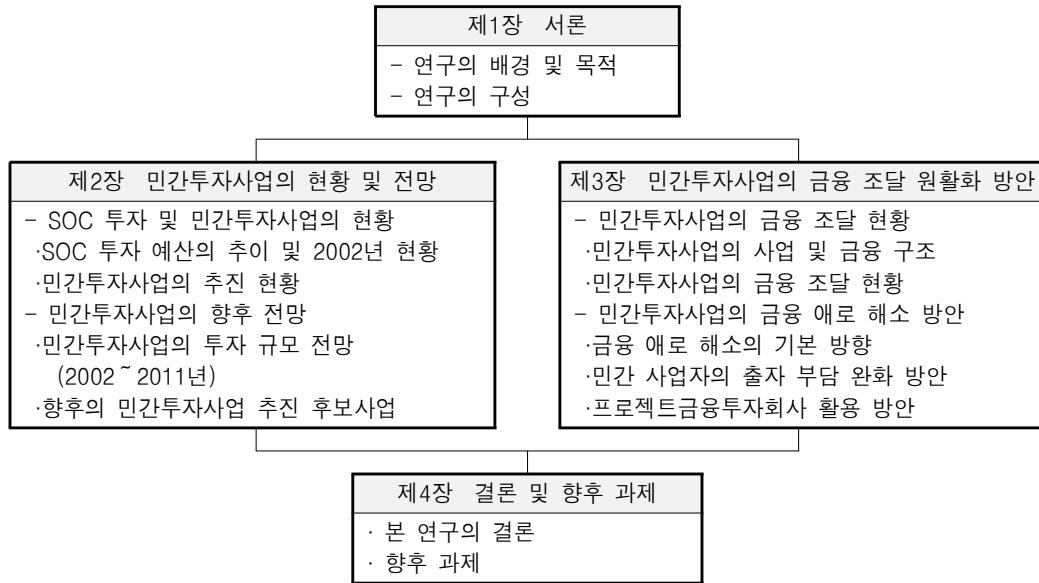 제1장 서론
- 연구의 배경 및 목적
- 연구의 구성
제2장 민간투자사업의 현황 및 전망
- SOC 투자 및 민간투자사업의 현황
·SOC 투자 예산의 추이 및 2002년 현황
·민간투자사업의 추진 현황
- 민간투자사업의 향후 전망
·민간투자사업의 투자 규모 전망
(2002~2011년)
·향후의 민간투자사업 추진 후보사업
제3장 민간투자사업의 금융 조달 원활화 방안
- 민간투자사업의 금융 조달 현황
·민간투자사업의 사업 및 금융 구조
·민간투자사업의 금융 조달 현황
- 민간투자사업의 금융 애로 해소 방안
·금융 애로 해소의 기본 방향
·민간 사업자의 출자 부담 완화 방안
·프로젝트금융투자회사 활용 방안
제4장 결론 및 향후 과제
· 본 연구의 결론
· 향후 과제